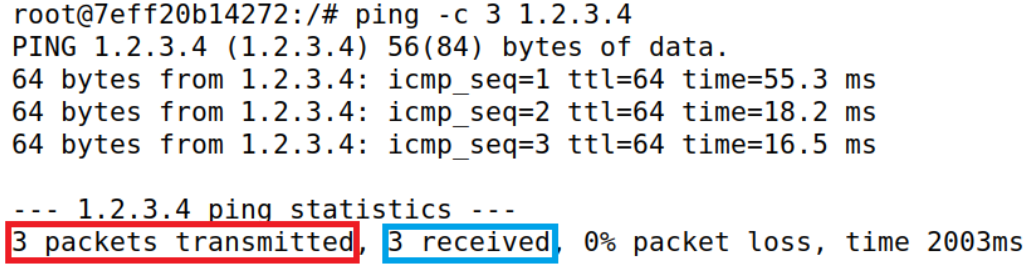 root@7eff20b14272:/# ping -c 3 1.2.3.4
PING 1.2.3.4 (1.2.3.4) 56(84) bytes of data.
64 bytes from 1.2.3.4: icmp_seq=1 ttl=64 time=55.3 ms
64 bytes from 1.2.3.4: icmp_seq=2 ttl=64 time=18.2 ms
64 bytes from 1.2.3.4: icmp_seq=3 ttl=64 time=16.5 ms
--- 1.2.3.4 ping statistics ---
3 packets transmitted, 3 received, 0% packet loss, time 2003ms